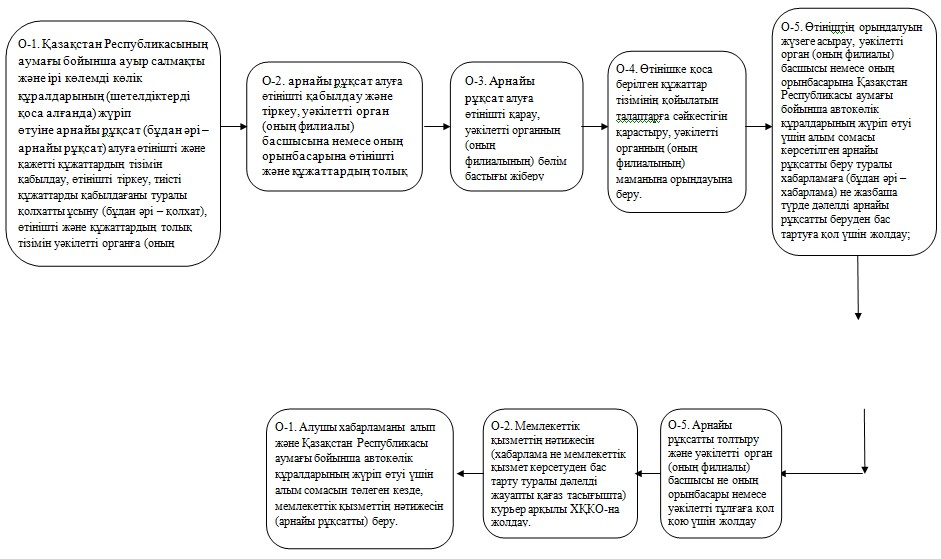 О-1. Қазақстан Республикасының
аумағы бойынша ауыр салмақты
және ірі көлемді көлік
құралдарының (шетелдіктерді
қоса алғанда) жүріп
өтуіне арнайы рұқсат (бұдан әрі –
арнайы рұқсат) алуға өтінішті және
қажетті құжаттардың тізімін
қабылдау, өтінішті тіркеу, тиісті
құжаттарды қабылдағаны туралы
қолхатты ұсыну (бұдан әрі – қолхат),
өтінішті және құжаттардың толық
тізімін уәкілетті органға (оның
О-2. арнайы рұқсат алуға
өтінішті қабылдау және
тіркеу, уәкілетті орган
(оның филиалы)
басшысына немесе оның
орынбасарына өтінішті
және құжаттардың толық
О-3. Арнайы
рұқсат алуға
өтінішті қарау,
уәкілетті органның
(оның
филиалының) бөлім
бастығы жіберу
О-4. Өтінішке қоса
берілген құжаттар
тізімінің қойылатын
талаптарға сәйкестігін
қарастыру, уәкілетті
органның (оның
филиалының)
маманына орындауына
беру.
О-5. Өтініштің орындалуын
жүзеге асырау, уәкілетті
орган (оның филиалы)
басшысы немесе оның
орынбасарына Қазақстан
Республикасы аумағы
бойынша автокөлік
құралдарының жүріп өтуі
үшін алым сомасы
көрсетілген арнайы
рұқсатты беру туралы
хабарламаға (бұдан әрі –
хабарлама) не жазбаша
түрде дәлелді арнайы
рұқсатты беруден бас
тартуға қол үшін жолдау;
О-1. Алушы хабарламаны алып
және Қазақстан Республикасы
аумағы бойынша автокөлік
құралдарының жүріп өтуі үшін
алым сомасын төлеген кезде,
мемлекеттік қызметтің нәтижесін
(арнайы рұқсатты) беру.
О-2. Мемлекеттік
қызметтің нәтижесін
(хабарлама не мемлекеттік
қызмет көрсетуден бас
тарту туралы дәлелді
жауапты қағаз тасығышта)
курьер арқылы ХҚКО-на
жолдау.
О-5. Арнайы
рұқсатты толтыру
және уәкілетті орган
(оның филиалы)
басшысы не оның
орынбасары немесе
уәкілетті тұлғаға қол
қою үшін жолдау